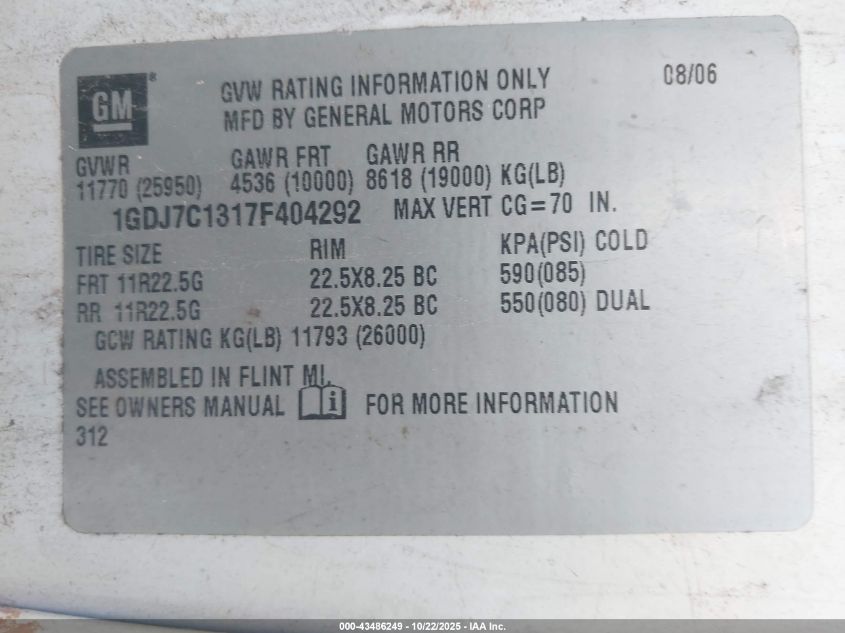 GM®
GVW RATING INFORMATION ONLY 08/06
MFD BY GENERAL MOTORS CORP
GVWR GAWR FRT GAWR RR
11770 (25950) 4536 (10000) 8618 (19000) KG(LB)
1GDJ7C1317F404292 MAX VERT CG=70 IN.
TIRE SIZE RIM KPA(PSI) COLD
FRT 11R22.5G 22.5X8.25 BC 590(085)
RR 11R22.5G 22.5X8.25 BC 550(080) DUAL
GCW RATING KG(LB) 11793 (26000)
ASSEMBLED IN FLINT MI.
SEE OWNERS MANUAL i FOR MORE INFORMATION
312
000-43486249 - 10/22/2025 - IAA Inc.